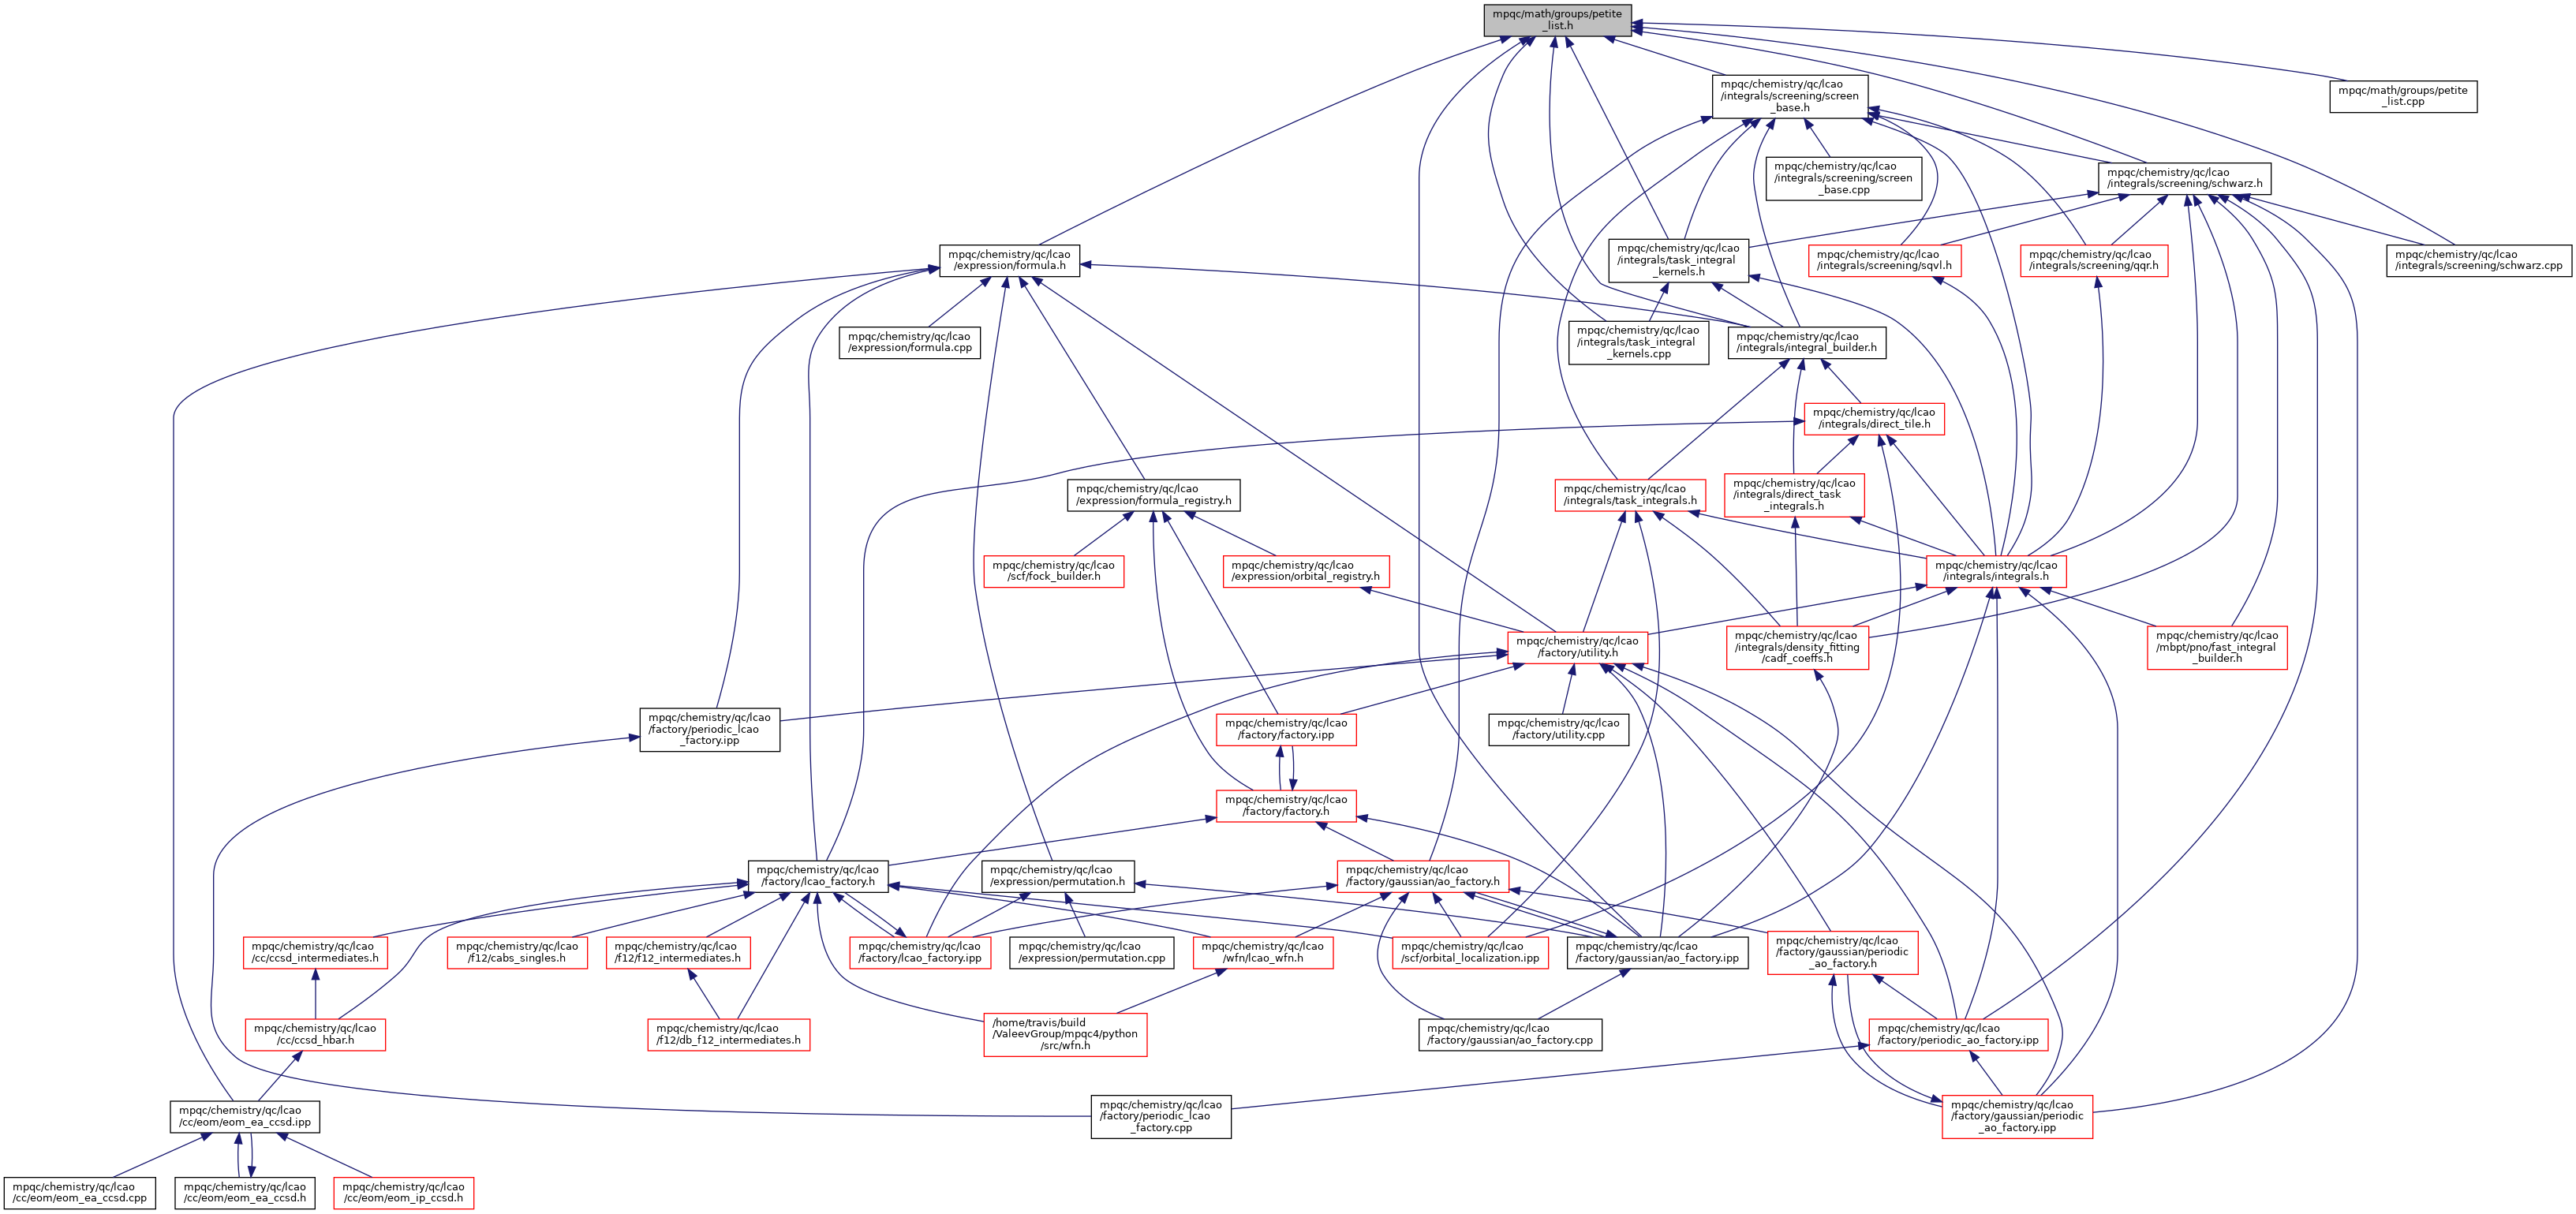 mpqc/math/groups/petite
_list.h
mpqc/chemistry/qc/lcao
/integrals/screening/screen
_base.h
mpqc/math/groups/petite
_list.cpp
mpqc/chemistry/qc/lcao
/integrals/screening/screen
_base.cpp
mpqc/chemistry/qc/lcao
/integrals/screening/schwarz.h
mpqc/chemistry/qc/lcao
/expression/formula.h
mpqc/chemistry/qc/lcao
/integrals/task_integral
_kernels.h
mpqc/chemistry/qc/lcao
/integrals/screening/sqvl.h
mpqc/chemistry/qc/lcao
/integrals/screening/qqr.h
mpqc/chemistry/qc/lcao
/integrals/screening/schwarz.cpp
mpqc/chemistry/qc/lcao
/expression/formula.cpp
mpqc/chemistry/qc/lcao
/integrals/task_integral
_kernels.cpp
mpqc/chemistry/qc/lcao
/integrals/integral_builder.h
mpqc/chemistry/qc/lcao
/integrals/direct_tile.h
mpqc/chemistry/qc/lcao
/expression/formula_registry.h
mpqc/chemistry/qc/lcao
/integrals/task_integrals.h
mpqc/chemistry/qc/lcao
/integrals/direct_task
_integrals.h
mpqc/chemistry/qc/lcao
/scf/fock_builder.h
mpqc/chemistry/qc/lcao
/expression/orbital_registry.h
mpqc/chemistry/qc/lcao
/integrals/integrals.h
mpqc/chemistry/qc/lcao
/factory/utility.h
mpqc/chemistry/qc/lcao
/integrals/density_fitting
/cadf_coeffs.h
mpqc/chemistry/qc/lcao
/mbpt/pno/fast_integral
_builder.h
mpqc/chemistry/qc/lcao
/factory/periodic_lcao
_factory.ipp
mpqc/chemistry/qc/lcao
/factory/factory.ipp
mpqc/chemistry/qc/lcao
/factory/utility.cpp
mpqc/chemistry/qc/lcao
/factory/factory.h
mpqc/chemistry/qc/lcao
/factory/lcao_factory.h
mpqc/chemistry/qc/lcao
/expression/permutation.h
mpqc/chemistry/qc/lcao
/factory/gaussian/ao_factory.h
mpqc/chemistry/qc/lcao
/cc/ccsd_intermediates.h
mpqc/chemistry/qc/lcao
/f12/cabs_singles.h
mpqc/chemistry/qc/lcao
/f12/f12_intermediates.h
mpqc/chemistry/qc/lcao
/factory/lcao_factory.ipp
mpqc/chemistry/qc/lcao
/expression/permutation.cpp
mpqc/chemistry/qc/lcao
/wfn/lcao_wfn.h
mpqc/chemistry/qc/lcao
/scf/orbital_localization.ipp
mpqc/chemistry/qc/lcao
/factory/gaussian/ao_factory.ipp
mpqc/chemistry/qc/lcao
/factory/gaussian/periodic
_ao_factory.h
mpqc/chemistry/qc/lcao
/cc/ccsd_hbar.h
mpqc/chemistry/qc/lcao
/f12/db_f12_intermediates.h
/home/travis/build
/ValeevGroup/mpqc4/python
/src/wfn.h
mpqc/chemistry/qc/lcao
/factory/gaussian/ao_factory.cpp
mpqc/chemistry/qc/lcao
/factory/periodic_ao_factory.ipp
mpqc/chemistry/qc/lcao
/cc/eom/eom_ea_ccsd.ipp
mpqc/chemistry/qc/lcao
/factory/periodic_lcao
_factory.cpp
mpqc/chemistry/qc/lcao
/factory/gaussian/periodic
_ao_factory.ipp
mpqc/chemistry/qc/lcao
/cc/eom/eom_ea_ccsd.cpp
mpqc/chemistry/qc/lcao
/cc/eom/eom_ea_ccsd.h
mpqc/chemistry/qc/lcao
/cc/eom/eom_ip_ccsd.h